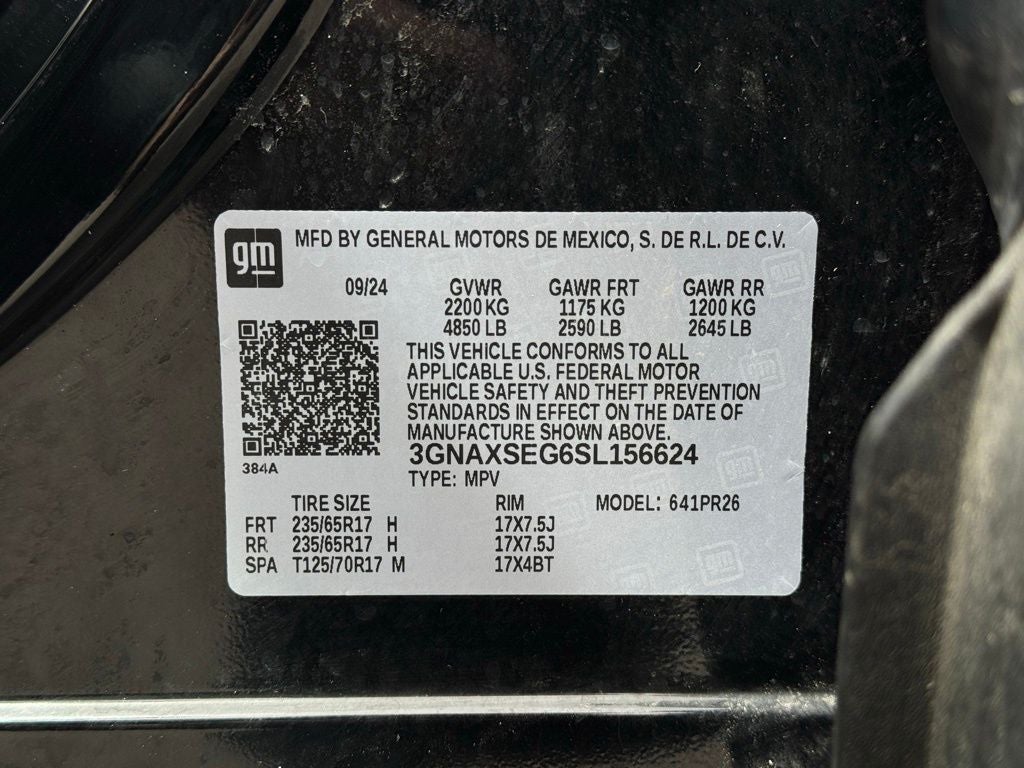 gm MFD BY GENERAL MOTORS DE MEXICO, S. DE R.L. DE C.V.
09/24 GVWR GAWR FRT GAWR RR
2200 KG 1175 KG 1200 KG
4850 LB 2590 LB 2645 LB
THIS VEHICLE CONFORMS TO ALL
APPLICABLE U.S. FEDERAL MOTOR
VEHICLE SAFETY AND THEFT PREVENTION
STANDARDS IN EFFECT ON THE DATE OF
MANUFACTURE SHOWN ABOVE.
3GNAXSEG6SL156624
384A
TYPE: MPV
TIRE SIZE RIM MODEL: 641PR26
FRT 235/65R17 H 17X7.5J
RR 235/65R17 H 17X7.5J
SPA T125/70R17 M 17X4BT